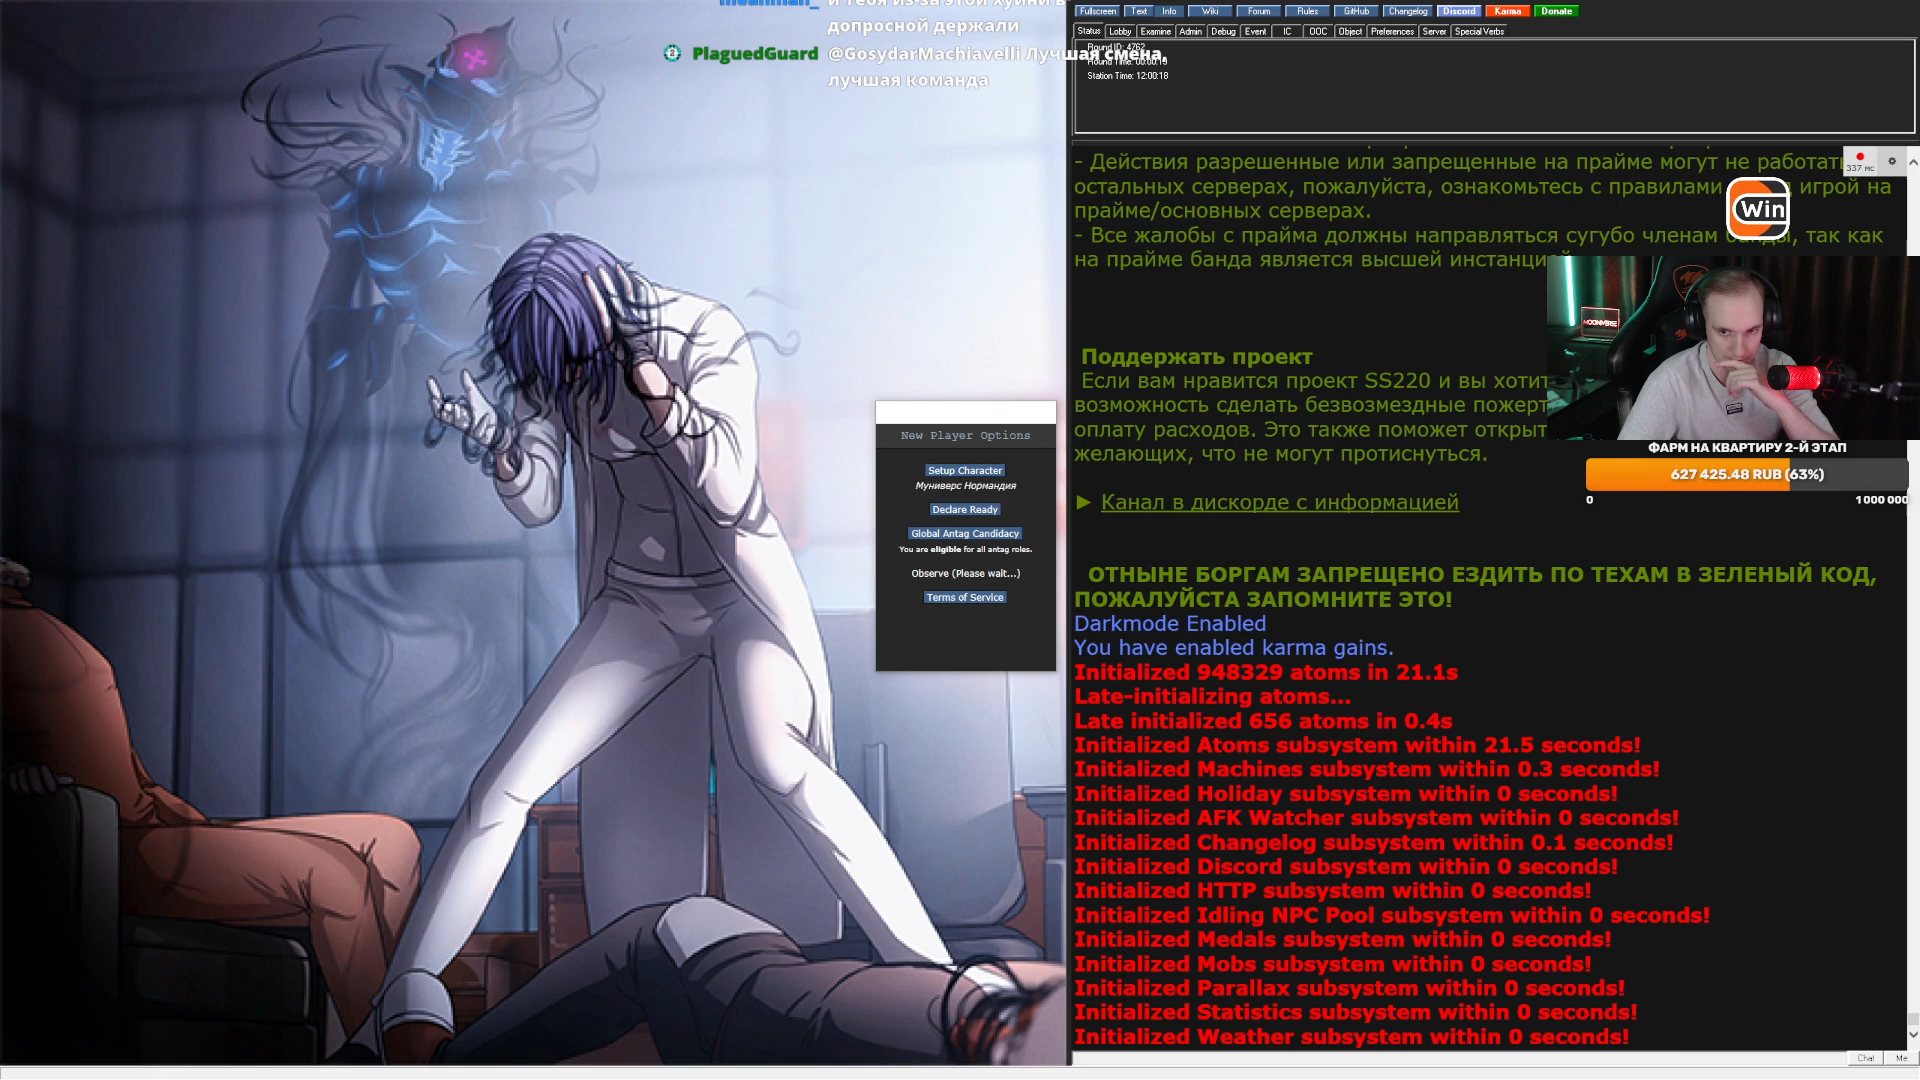 и тебя из-за этой хуйни в
допросной держали
PlaguedGuard @GosydarMachiavelli Лучшая смена,
лучшая команда
Fullscreen Text Info Wiki Forum Rules GitHub Changelog Discord Karma Donate
Status Lobby Examine Admin Debug Event IC OOC Object Preferences Server Special Verbs
Round ID: 4762
Station Time: 12:00:18
337 мс
- Действия разрешенные или запрещенные на прайме могут не работать
остальных серверах, пожалуйста, ознакомьтесь с правилами игрой на
прайме/основных серверах.
- Все жалобы с прайма должны направляться сугубо членам банды, так как
на прайме банда является высшей инстанцией
Win
MOONIVERSE
Поддержать проект
Если вам нравится проект SS220 и вы хотит
возможность сделать безвозмездные пожерт
оплату расходов. Это также поможет открыт
желающих, что не могут протиснуться.
► Канал в дискорде с информацией
ФАРМ НА КВАРТИРУ 2-Й ЭТАП
627 425.48 RUB (63%)
0 1 000 000
New Player Options
Setup Character
Муниверс Нормандия
Declare Ready
Global Antag Candidacy
You are eligible for all antag roles.
Observe (Please wait...)
Terms of Service
ОТНЫНЕ БОРГАМ ЗАПРЕЩЕНО ЕЗДИТЬ ПО ТЕХАМ В ЗЕЛЕНЫЙ КОД,
ПОЖАЛУЙСТА ЗАПОМНИТЕ ЭТО!
Darkmode Enabled
You have enabled karma gains.
Initialized 948329 atoms in 21.1s
Late-initializing atoms...
Late initialized 656 atoms in 0.4s
Initialized Atoms subsystem within 21.5 seconds!
Initialized Machines subsystem within 0.3 seconds!
Initialized Holiday subsystem within 0 seconds!
Initialized AFK Watcher subsystem within 0 seconds!
Initialized Changelog subsystem within 0.1 seconds!
Initialized Discord subsystem within 0 seconds!
Initialized HTTP subsystem within 0 seconds!
Initialized Idling NPC Pool subsystem within 0 seconds!
Initialized Medals subsystem within 0 seconds!
Initialized Mobs subsystem within 0 seconds!
Initialized Parallax subsystem within 0 seconds!
Initialized Statistics subsystem within 0 seconds!
Initialized Weather subsystem within 0 seconds!
Chat Me